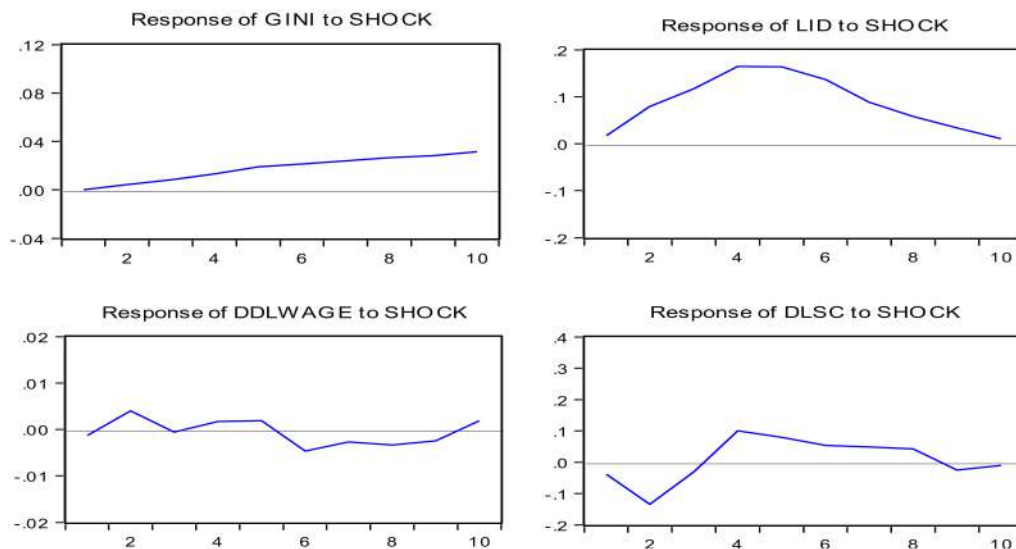 Response of GINI to SHOCK
.12
.08
.04
.00
-.04
2 4 6 8 10
Response of LID to SHOCK
.2
.1
.0
-.1
-.2
2 4 6 8 10
Response of DDLWAGE to SHOCK
.02
.01
.00
-.01
-.02
2 4 6 8 10
Response of DLSC to SHOCK
.4
.3
.2
.1
.0
-.1
-.2
2 4 6 8 10